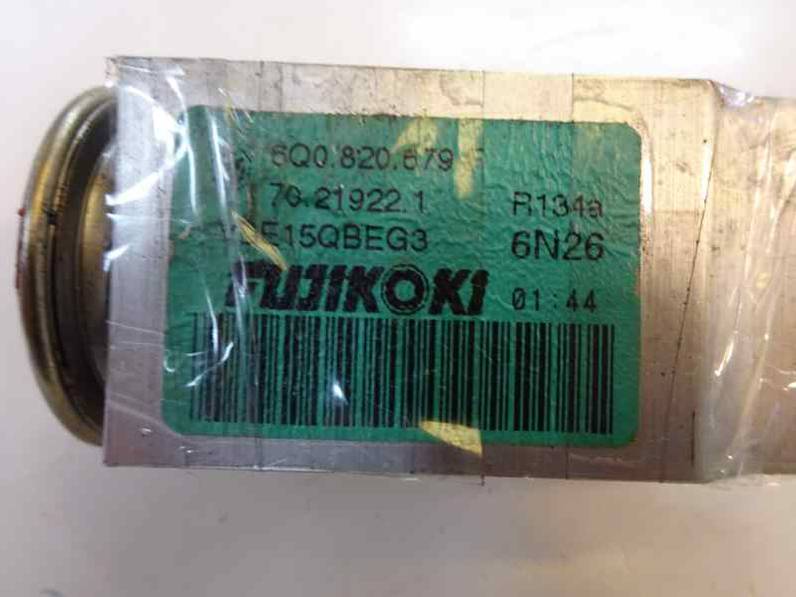 6Q0.820.679
70.21922.1 R134a
E15QBEG3 6N26
FUJIKOKI 01:44